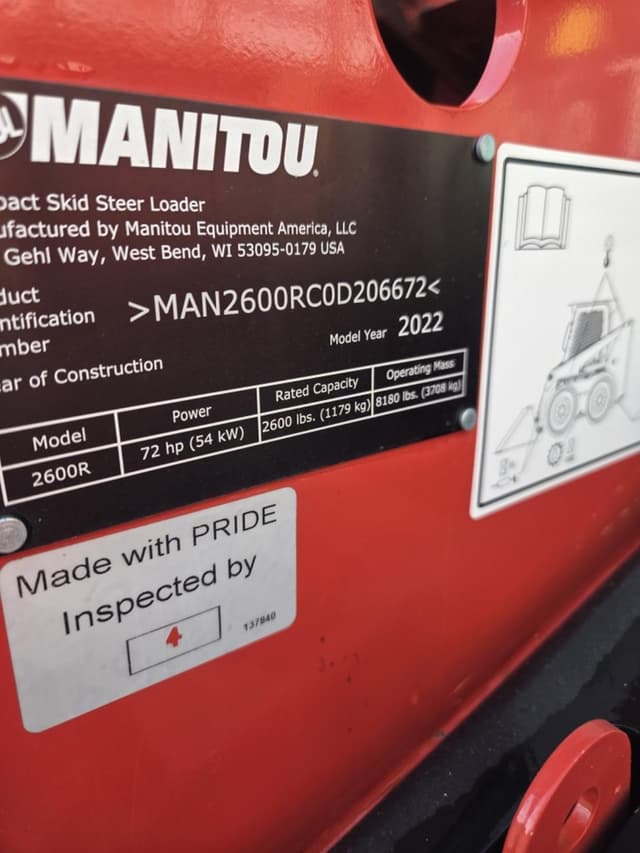 MANITOU
pact Skid Steer Loader
ufactured by Manitou Equipment America, LLC
Gehl Way, West Bend, WI 53095-0179 USA
duct
ntification
mber
>MAN2600RC0D206672<
Model Year 2022
ar of Construction
Model Power Rated Capacity Operating Mass
2600R 72 hp (54 kW) 2600 lbs. (1179 kg) 8180 lbs. (3708 kg)
Made with PRIDE
Inspected by
4
137840